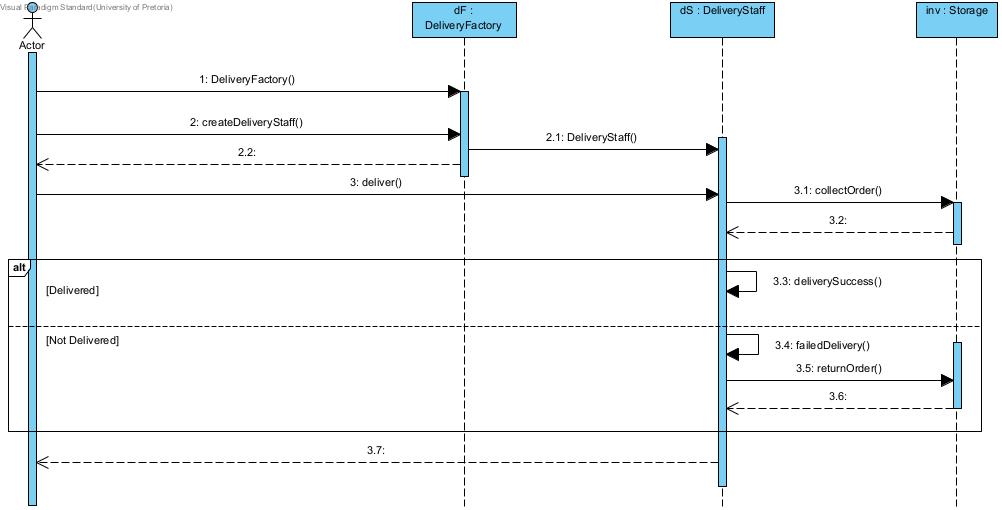 Visual Paradigm Standard(University of Pretoria)
dF :
DeliveryFactory
dS : DeliveryStaff
inv : Storage
Actor
1: DeliveryFactory()
2: createDeliveryStaff()
2.1: DeliveryStaff()
2.2:
3: deliver()
3.1: collectOrder()
3.2:
alt
[Delivered]
3.3: deliverySuccess()
[Not Delivered]
3.4: failedDelivery()
3.5: returnOrder()
3.6:
3.7: